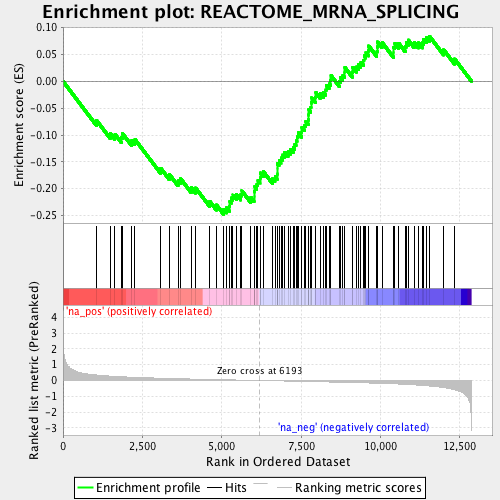 Enrichment plot: REACTOME_MRNA_SPLICING
Enrichment score (ES)
0.10
0.05
0.00
-0.05
-0.10
-0.15
-0.20
-0.25
'na_pos' (positively correlated)
Ranked list metric (PreRanked)
4
3
2
1
0
-1
-2
-3
Zero cross at 6193
'na_neg' (negatively correlated)
0
2,500
5,000
7,500
10,000
12,500
Rank in Ordered Dataset
Enrichment profile
Hits
Ranking metric scores